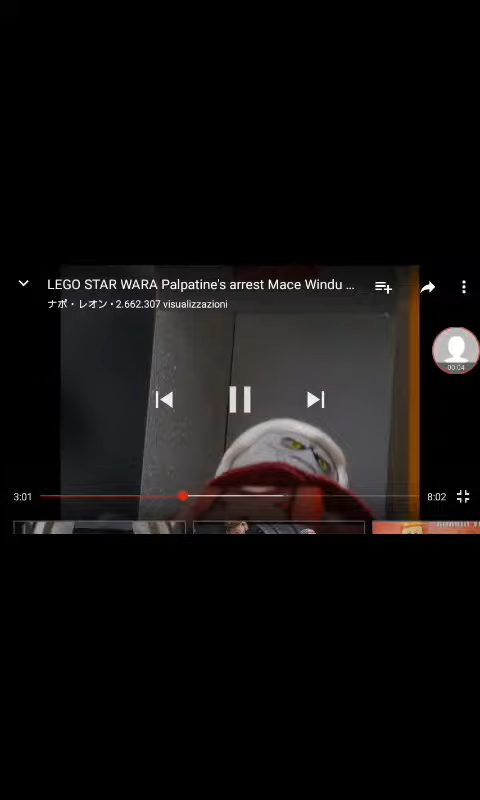 LEGO STAR WARA Palpatine's arrest Mace Windu ...
ナポ・レオン • 2.662.307 visualizzazioni
00:04
3:01
8:02